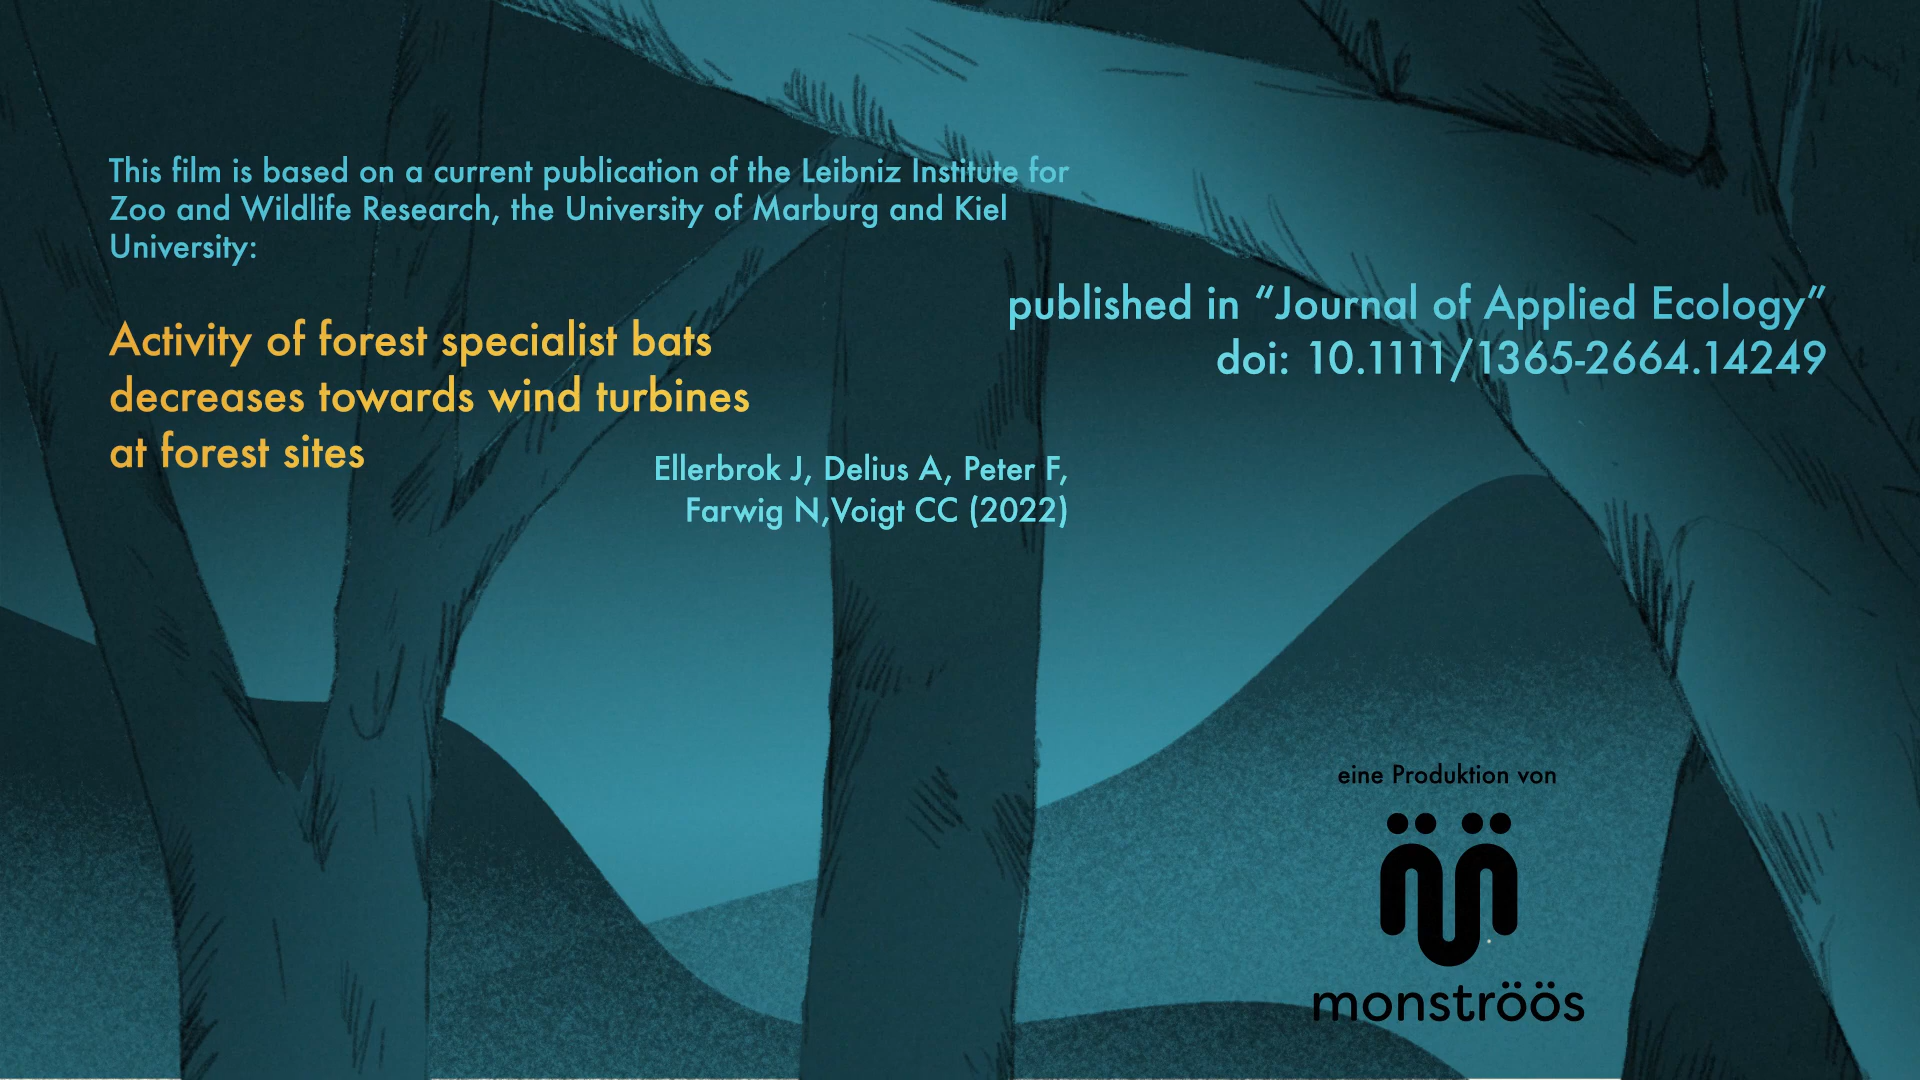 This film is based on a current publication of the Leibniz Institute for
Zoo and Wildlife Research, the University of Marburg and Kiel
University:
Activity of forest specialist bats
decreases towards wind turbines
at forest sites
Ellerbrok J, Delius A, Peter F,
Farwig N,Voigt CC (2022)
published in “Journal of Applied Ecology”
doi: 10.1111/1365-2664.14249
eine Produktion von
monströös